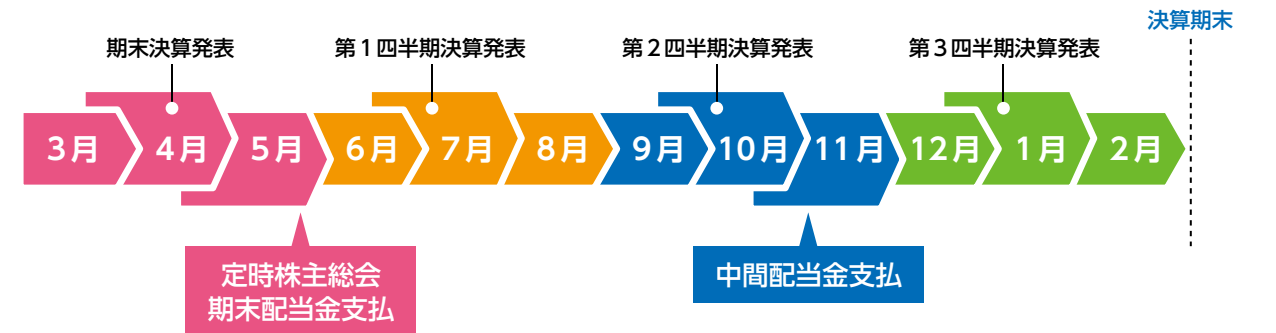 決算期末
期末決算発表
第1四半期決算発表
第2四半期決算発表
第3四半期決算発表
3月
4月
5月
6月
7月
8月
9月
10月
11月
12月
1月
2月
定時株主総会
期末配当金支払
中間配当金支払